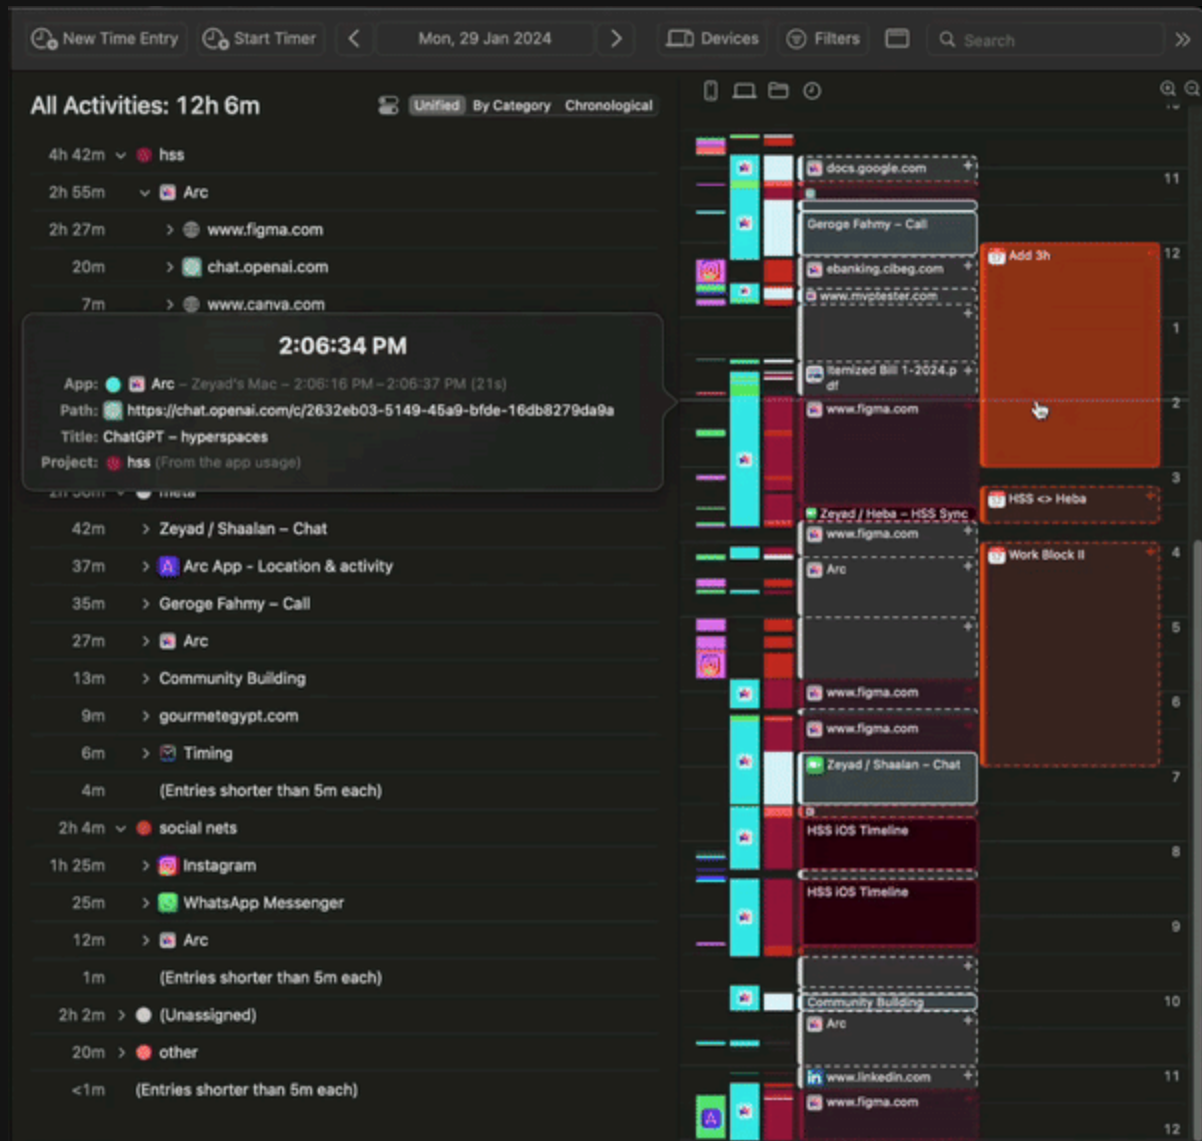 New Time Entry
Start Timer
Mon, 29 Jan 2024
Devices
Filters
Search
All Activities: 12h 6m
Unified By Category Chronological
4h 42m hss
2h 55m Arc
2h 27m www.figma.com
20m chat.openai.com
7m www.canva.com
2:06:34 PM
App: Arc – Zeyad's Mac – 2:06:16 PM – 2:06:37 PM (21s)
Path: https://chat.openai.com/c/2632eb03-5149-45a9-bfde-16db8279da9a
Title: ChatGPT – hyperspaces
Project: hss (From the app usage)
meta
42m Zeyad / Shaalan – Chat
37m Arc App - Location & activity
35m Geroge Fahmy – Call
27m Arc
13m Community Building
9m gourmetegypt.com
6m Timing
4m (Entries shorter than 5m each)
2h 4m social nets
1h 25m Instagram
25m WhatsApp Messenger
12m Arc
1m (Entries shorter than 5m each)
2h 2m (Unassigned)
20m other
<1m (Entries shorter than 5m each)
docs.google.com
11
Geroge Fahmy – Call
12
Add 3h
ebanking.cibeg.com
www.mvptester.com
1
Itemized Bill 1-2024.p
df
2
www.figma.com
3
HSS <> Heba
Zeyad / Heba – HSS Sync
www.figma.com
4
Work Block II
Arc
5
www.figma.com
6
www.figma.com
Zeyad / Shaalan – Chat
7
HSS iOS Timeline
8
HSS iOS Timeline
9
10
Community Building
Arc
11
www.linkedin.com
www.figma.com
12